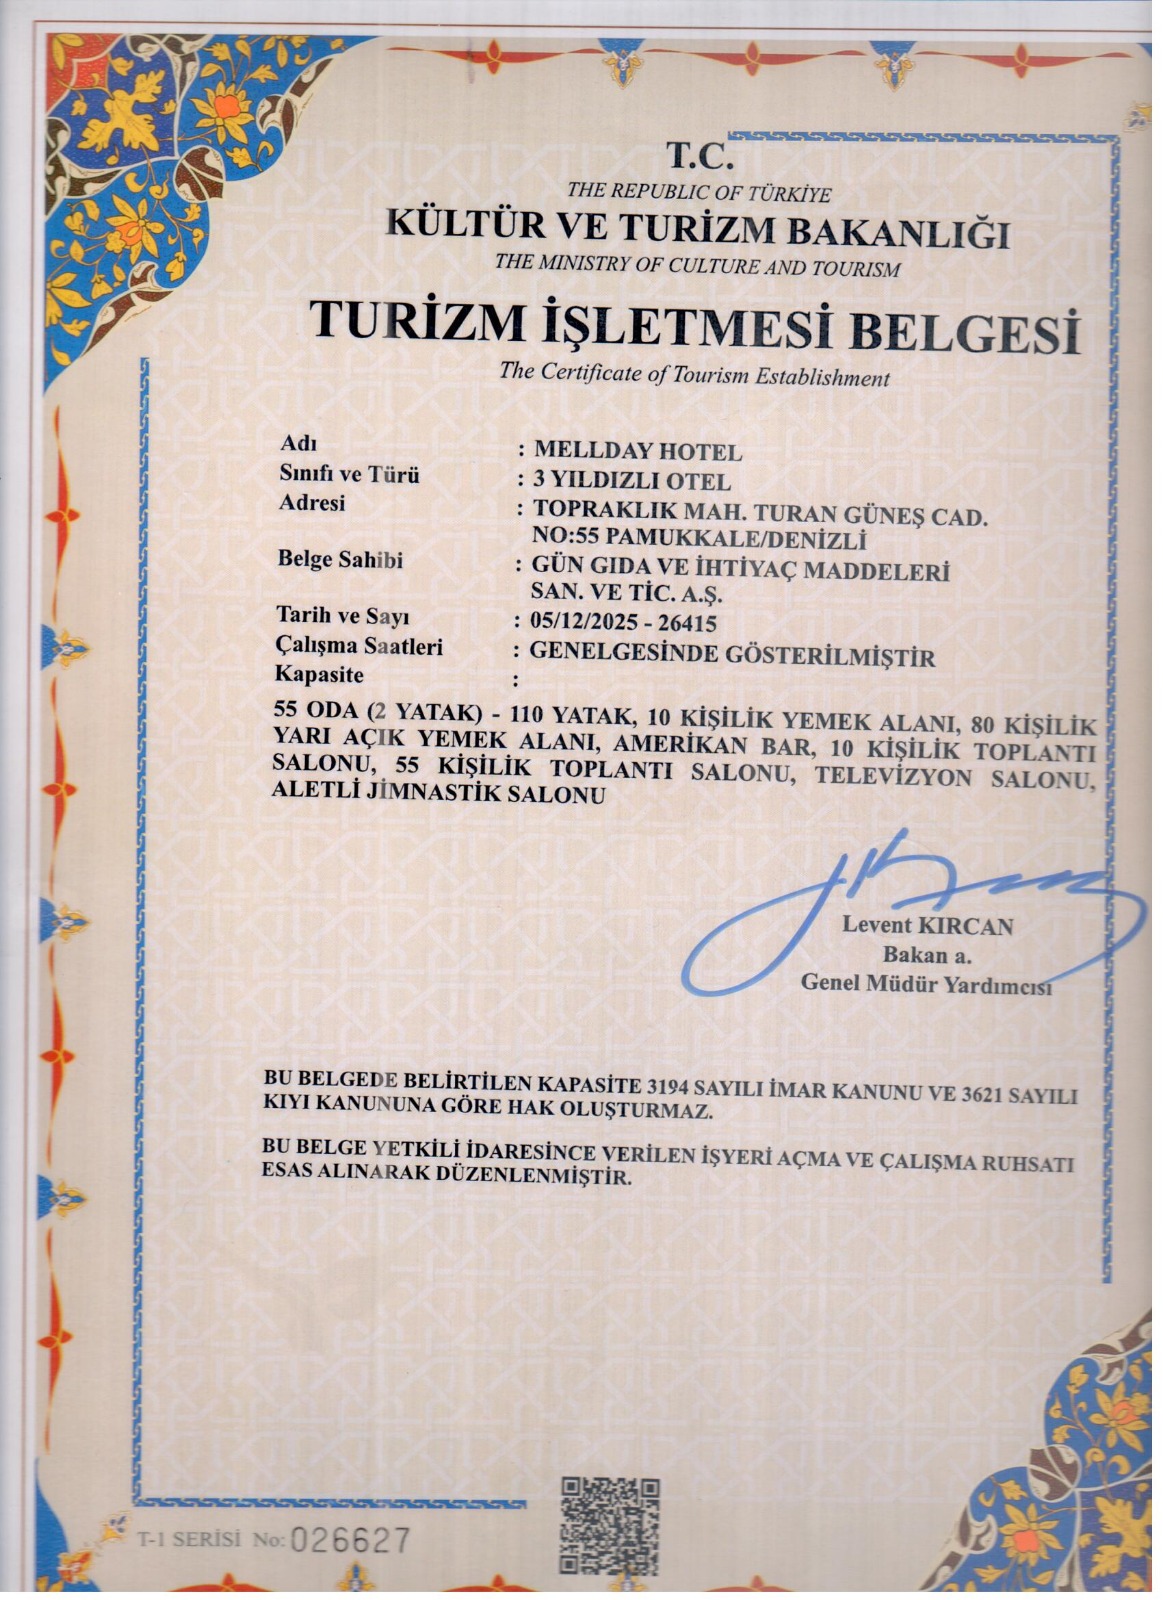 T.C.
THE REPUBLIC OF TÜRKİYE
KÜLTÜR VE TURİZM BAKANLIĞI
THE MINISTRY OF CULTURE AND TOURISM
TURİZM İŞLETMESİ BELGESİ
The Certificate of Tourism Establishment
Adı : MELLDAY HOTEL
Sınıfı ve Türü : 3 YILDIZLI OTEL
Adresi : TOPRAKLIK MAH. TURAN GÜNEŞ CAD.
NO:55 PAMUKKALE/DENİZLİ
Belge Sahibi : GÜN GIDA VE İHTİYAÇ MADDELERİ
SAN. VE TİC. A.Ş.
Tarih ve Sayı : 05/12/2025 - 26415
Çalışma Saatleri : GENELGESİNDE GÖSTERİLMİŞTİR
Kapasite :
55 ODA (2 YATAK) - 110 YATAK, 10 KİŞİLİK YEMEK ALANI, 80 KİŞİLİK
YARI AÇIK YEMEK ALANI, AMERİKAN BAR, 10 KİŞİLİK TOPLANTI
SALONU, 55 KİŞİLİK TOPLANTI SALONU, TELEVİZYON SALONU,
ALETLİ JİMNASTİK SALONU
Levent KIRCAN
Bakan a.
Genel Müdür Yardımcısı
BU BELGEDE BELİRTİLEN KAPASİTE 3194 SAYILI İMAR KANUNU VE 3621 SAYILI
KIYI KANUNUNA GÖRE HAK OLUŞTURMAZ.
BU BELGE YETKİLİ İDARESİNCE VERİLEN İŞYERİ AÇMA VE ÇALIŞMA RUHSATI
ESAS ALINARAK DÜZENLENMİŞTİR.
T-1 SERİSİ No: 026627